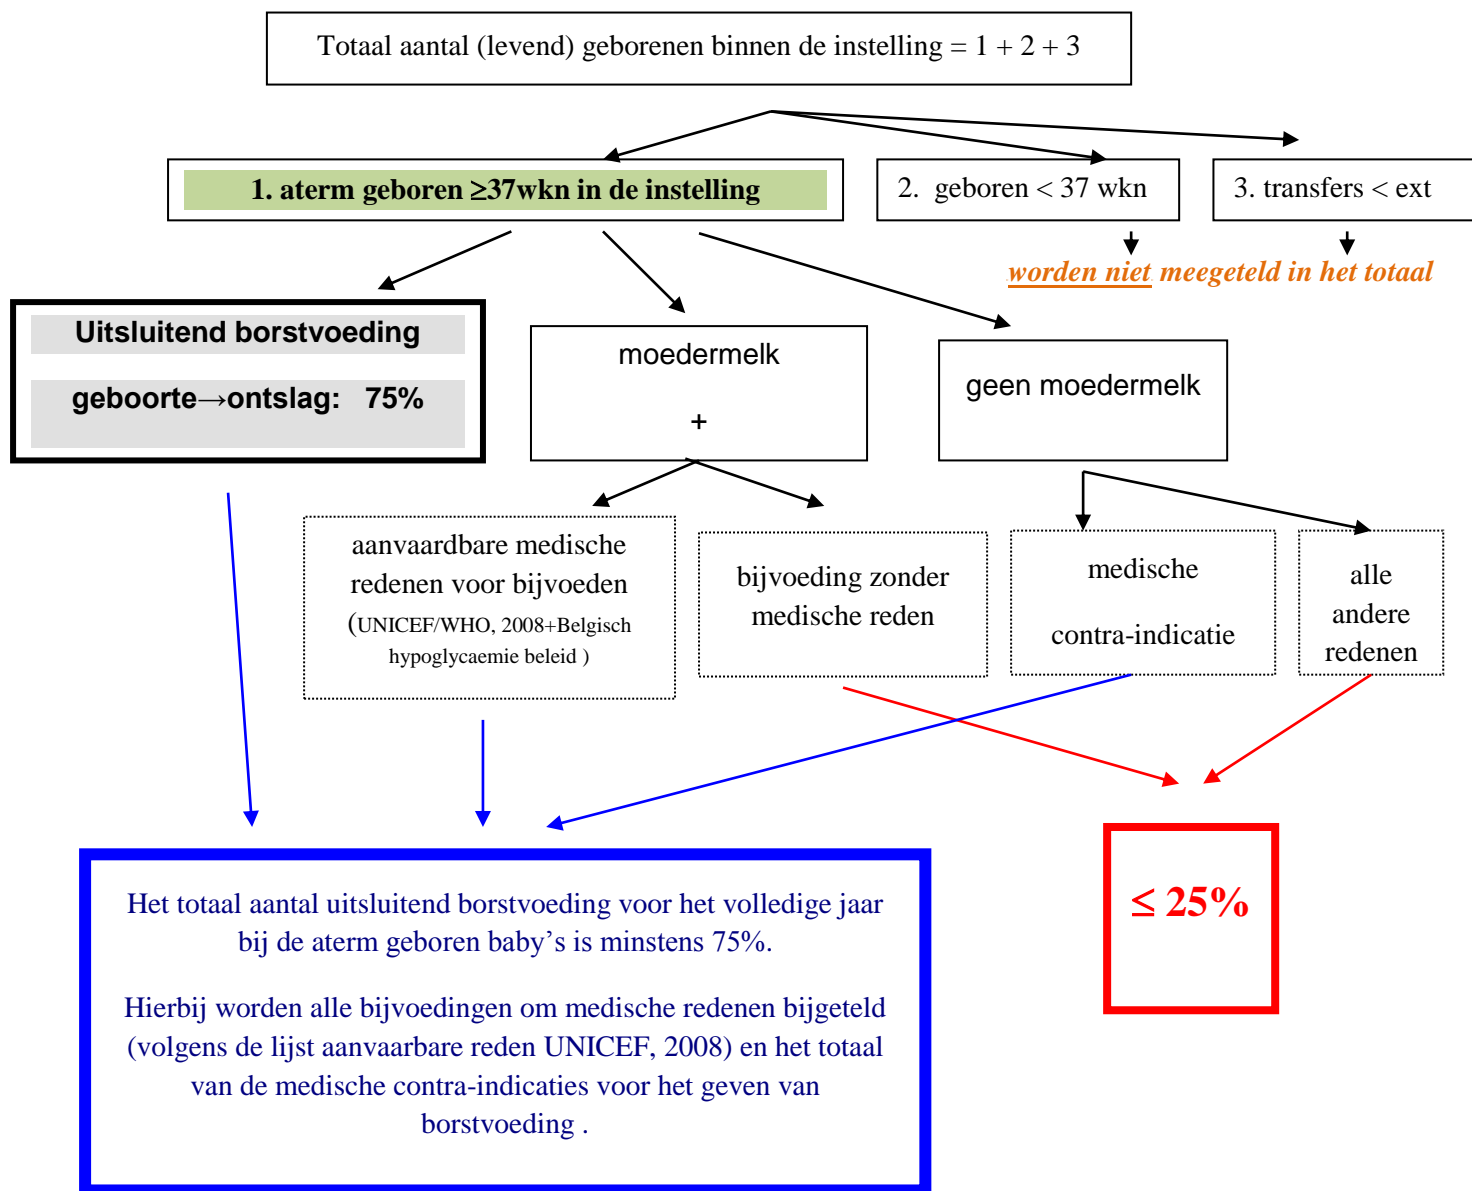 Totaal aantal (levend) geborenen binnen de instelling = 1 + 2 + 3
1. aterm geboren ≥37wkn in de instelling
2. geboren < 37 wkn
3. transfers < ext
worden niet meegeteld in het totaal
Uitsluitend borstvoeding
geboorte→ontslag: 75%
moedermelk
+
geen moedermelk
aanvaardbare medische
redenen voor bijvoeden
(UNICEF/WHO, 2008+Belgisch
hypoglycaemie beleid )
bijvoeding zonder
medische reden
medische
contra-indicatie
alle
andere
redenen
Het totaal aantal uitsluitend borstvoeding voor het volledige jaar
bij de aterm geboren baby’s is minstens 75%.
Hierbij worden alle bijvoedingen om medische redenen bijgeteld
(volgens de lijst aanvaarbare reden UNICEF, 2008) en het totaal
van de medische contra-indicaties voor het geven van
borstvoeding .
≤ 25%